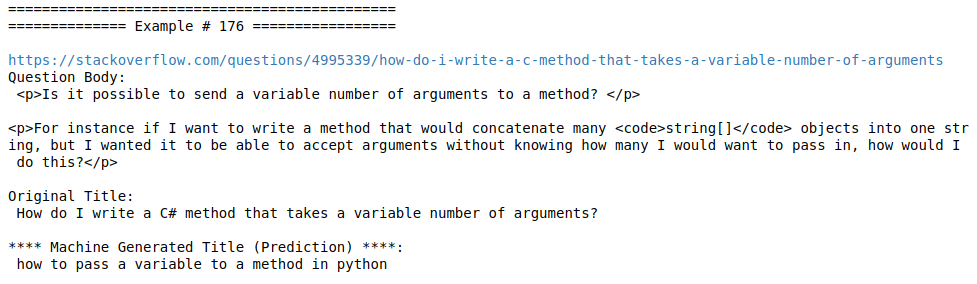 ==============================================
============== Example # 176 =================
https://stackoverflow.com/questions/4995339/how-do-i-write-a-c-method-that-takes-a-variable-number-of-arguments
Question Body:
<p>Is it possible to send a variable number of arguments to a method? </p>
<p>For instance if I want to write a method that would concatenate many <code>string[]</code> objects into one str
ing, but I wanted it to be able to accept arguments without knowing how many I would want to pass in, how would I
do this?</p>
Original Title:
How do I write a C# method that takes a variable number of arguments?
**** Machine Generated Title (Prediction) ****:
how to pass a variable to a method in python